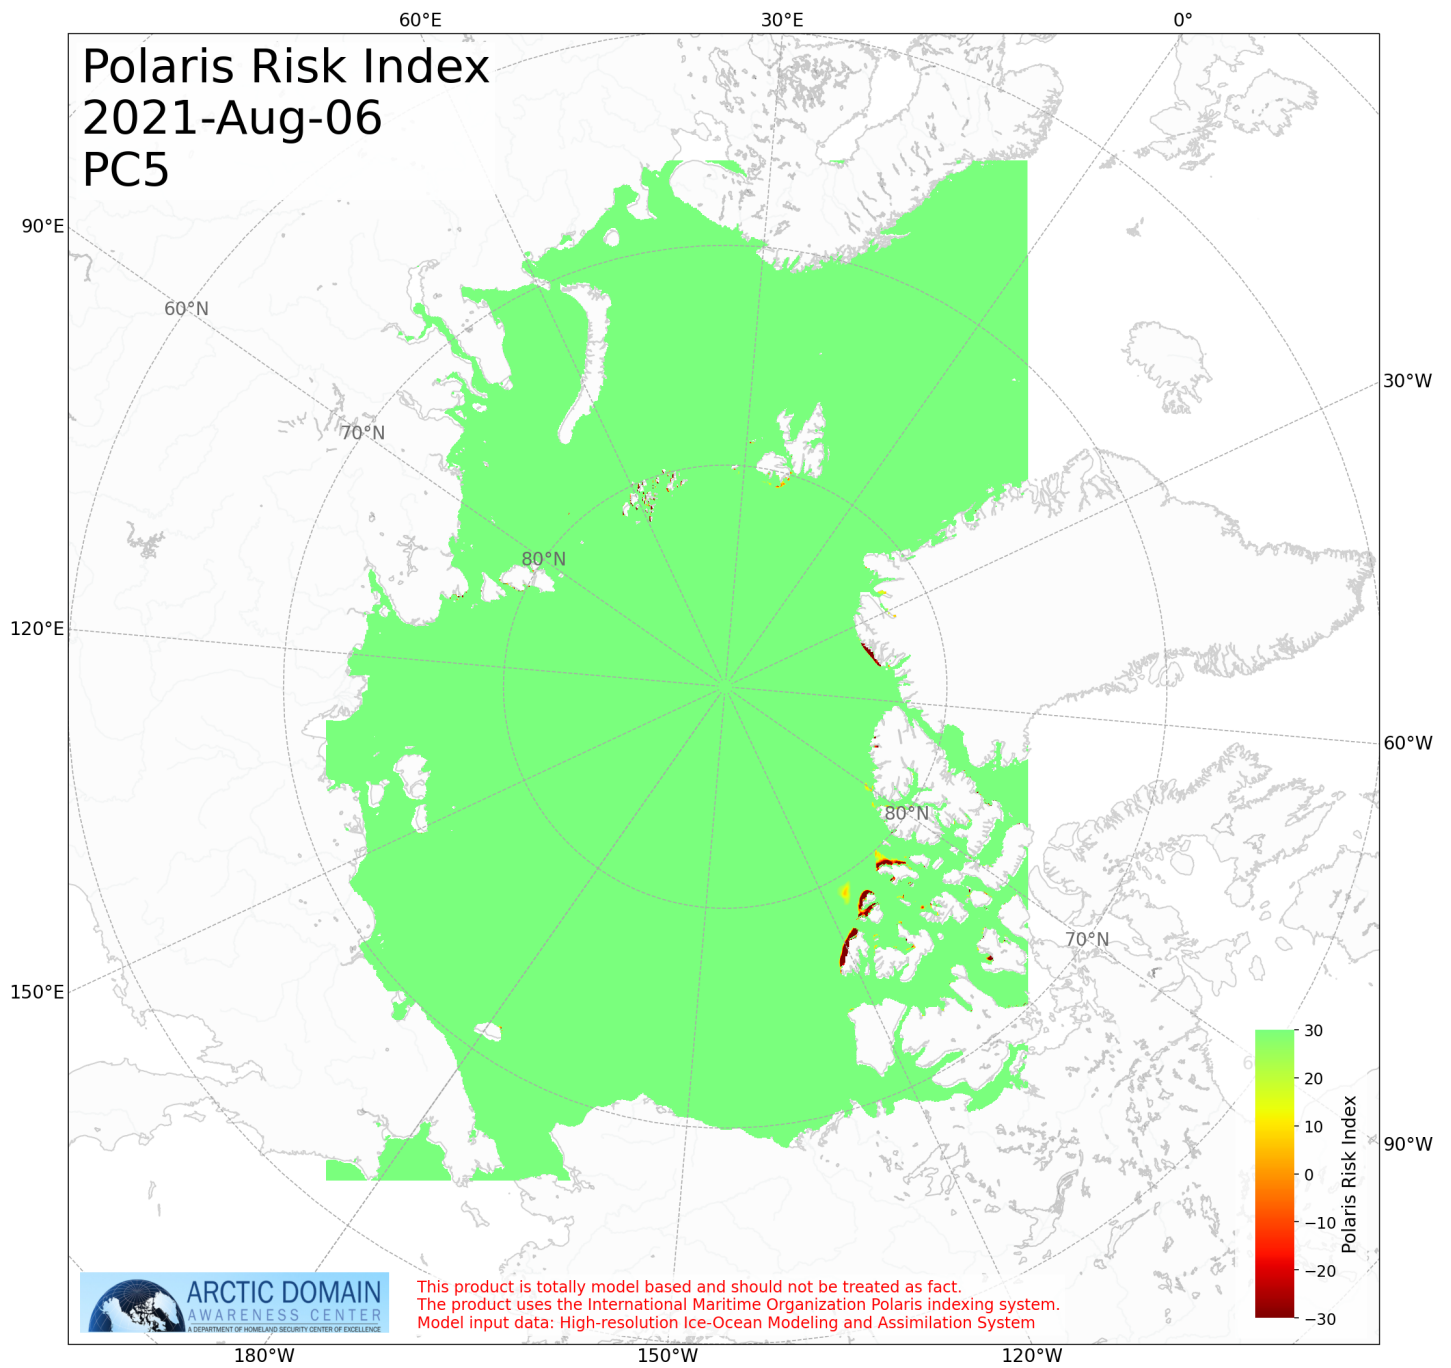 60°E 30°E 0°
Polaris Risk Index
2021-Aug-06
PC5
90°E
60°N
30°W
70°N
80°N
120°E
60°W
80°N
70°N
150°E
30
20
10
0
−10
−20
−30
Polaris Risk Index
90°W
ARCTIC DOMAIN
AWARENESS CENTER
A DEPARTMENT OF HOMELAND SECURITY CENTER OF EXCELLENCE
This product is totally model based and should not be treated as fact.
The product uses the International Maritime Organization Polaris indexing system.
Model input data: High-resolution Ice-Ocean Modeling and Assimilation System
180°W 150°W 120°W